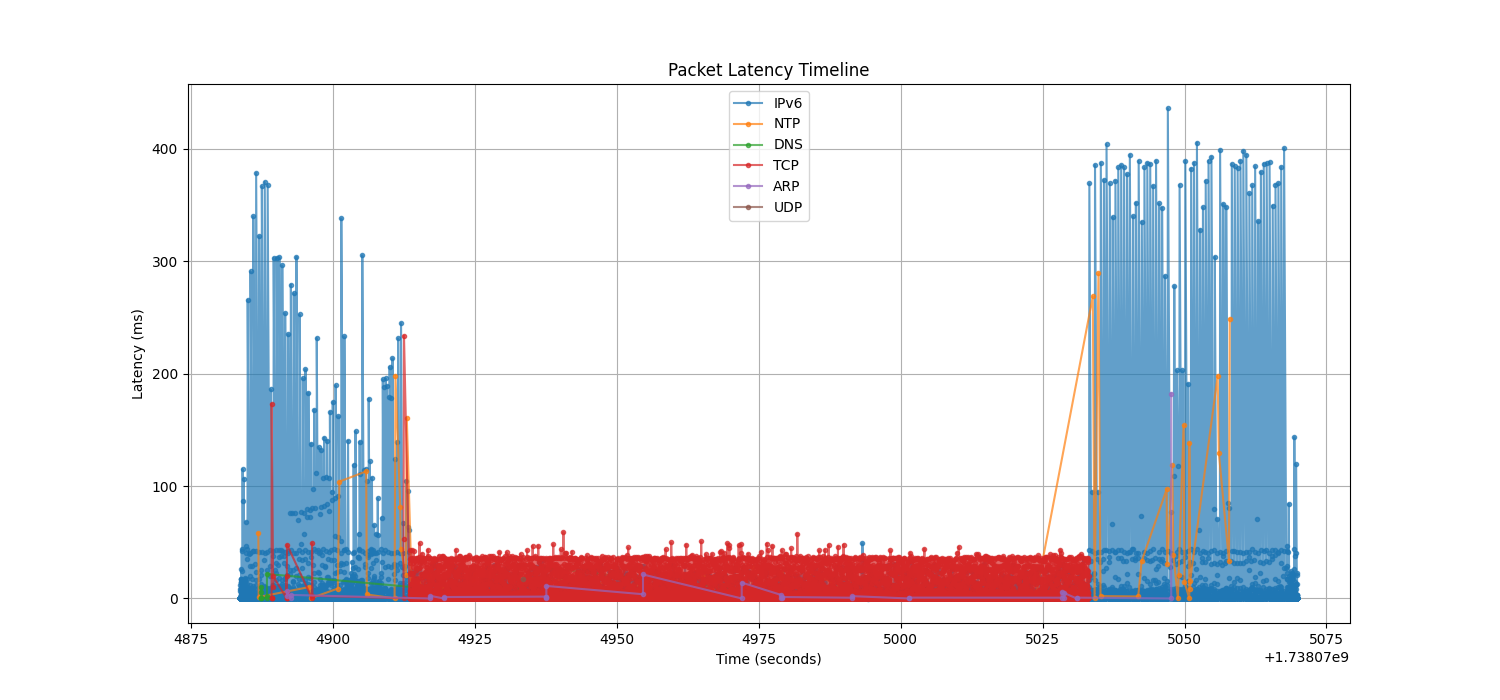 Packet Latency Timeline
IPv6
NTP
DNS
TCP
ARP
UDP
Latency (ms)
400
300
200
100
0
4875 4900 4925 4950 4975 5000 5025 5050 5075
Time (seconds)
+1.73807e9